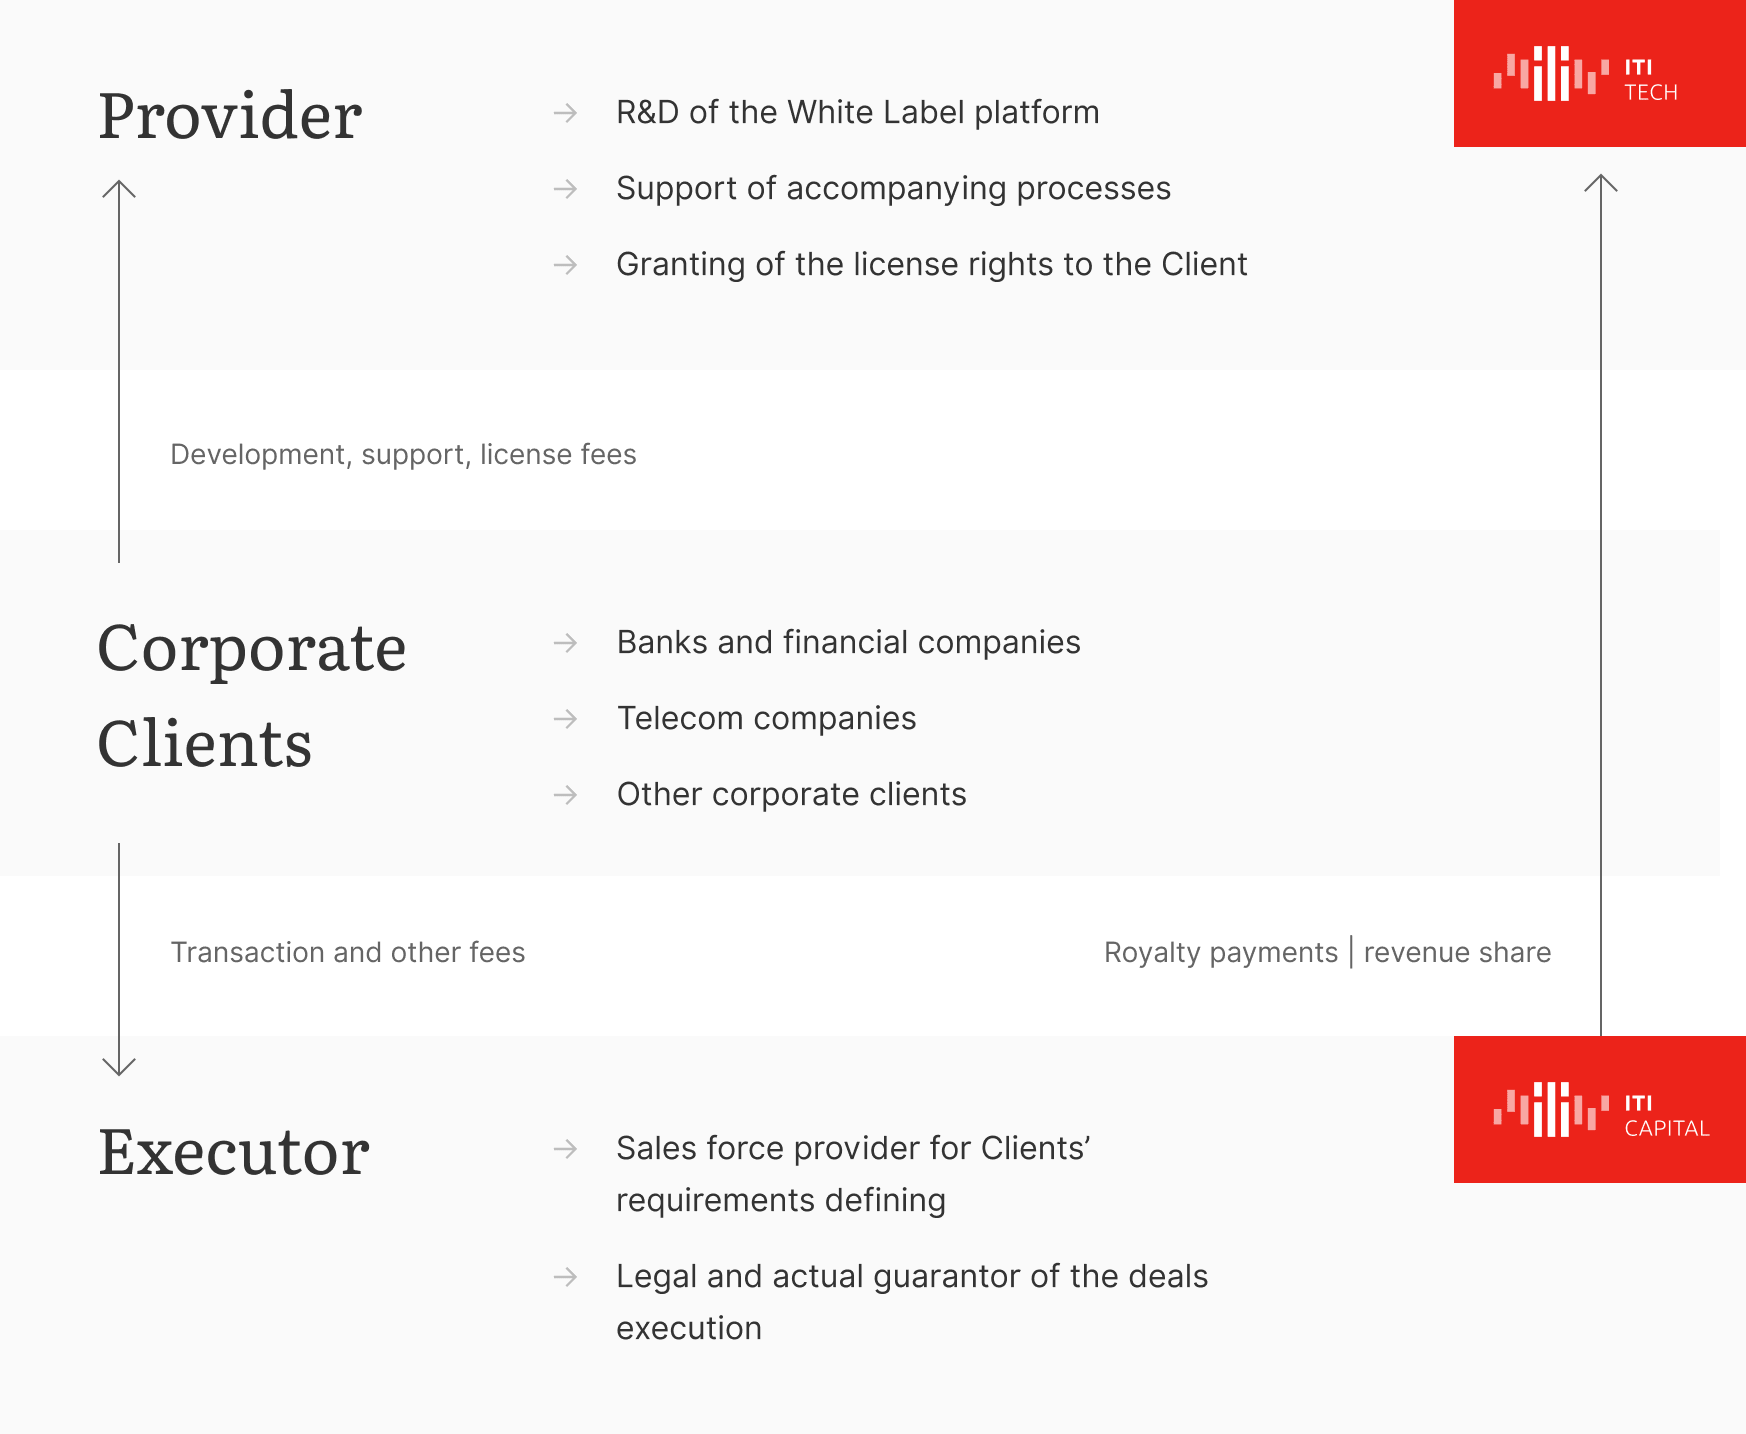 Provider
R&D of the White Label platform
Support of accompanying processes
Granting of the license rights to the Client
ITI
TECH
Development, support, license fees
Corporate
Clients
Banks and financial companies
Telecom companies
Other corporate clients
Transaction and other fees
Royalty payments | revenue share
Executor
Sales force provider for Clients’
requirements defining
Legal and actual guarantor of the deals
execution
ITI
CAPITAL